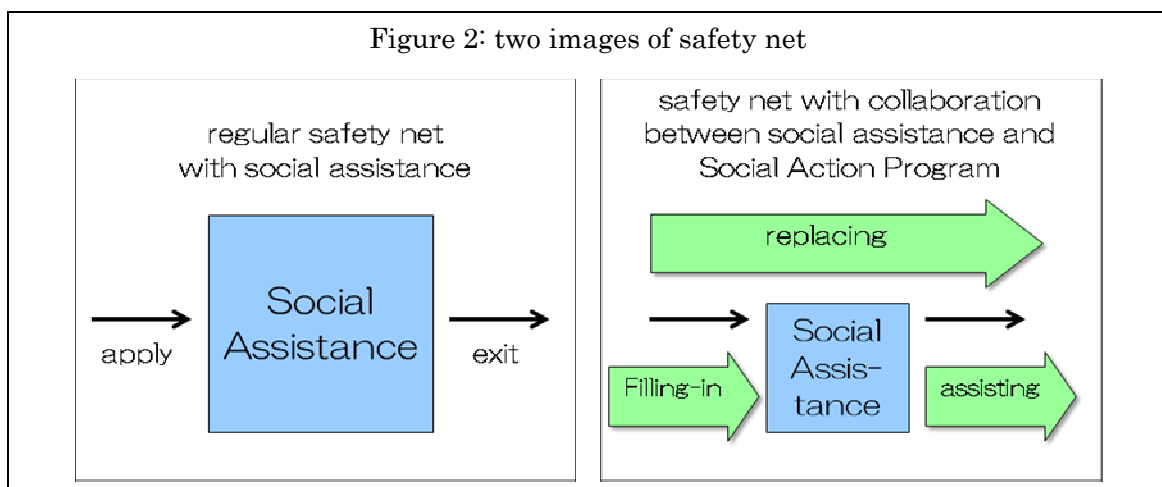 Figure 2: two images of safety net
regular safety net
with social assistance
Social
Assistance
apply
exit
safety net with collaboration
between social assistance and
Social Action Program
replacing
Filling-in
Social
Assis-
tance
assisting